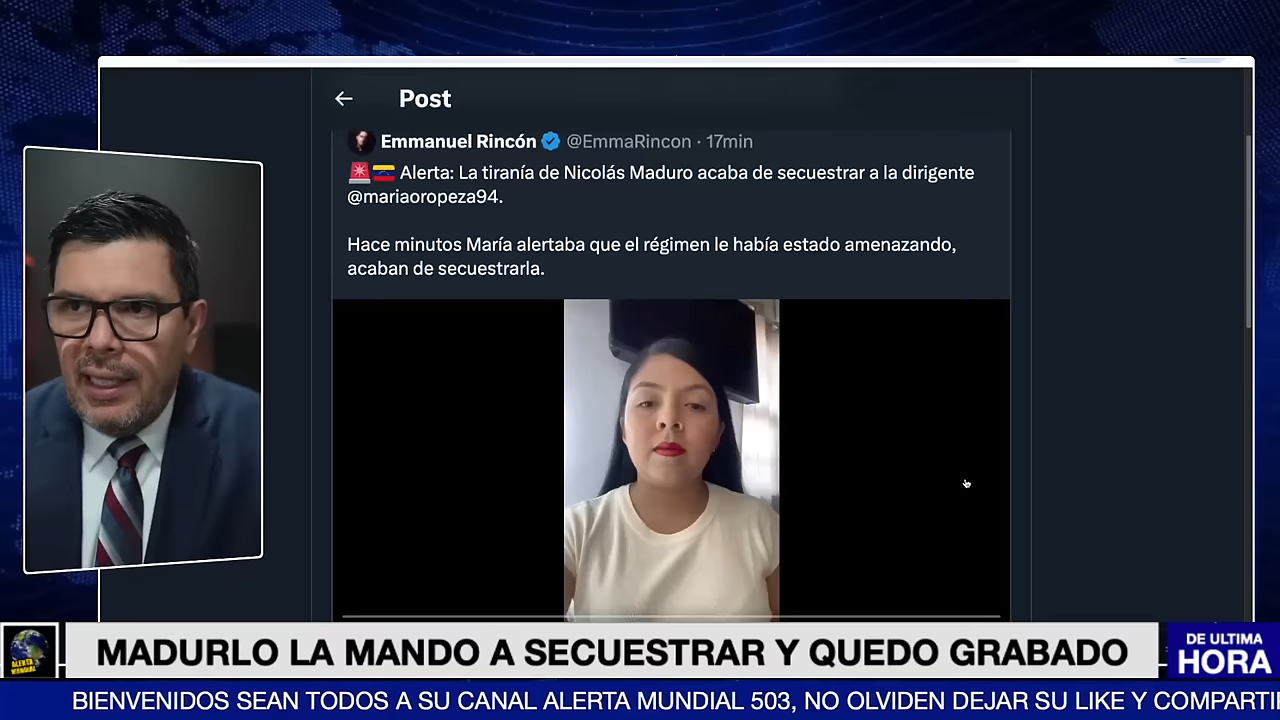 Post
Emmanuel Rincón @EmmaRincon · 17min
Alerta: La tiranía de Nicolás Maduro acaba de secuestrar a la dirigente
@mariaoropeza94.
Hace minutos María alertaba que el régimen le había estado amenazando,
acaban de secuestrarla.
ALERTA
MUNDIAL
MADURLO LA MANDO A SECUESTRAR Y QUEDO GRABADO
DE ULTIMA
HORA
BIENVENIDOS SEAN TODOS A SU CANAL ALERTA MUNDIAL 503, NO OLVIDEN DEJAR SU LIKE Y COMPARTI